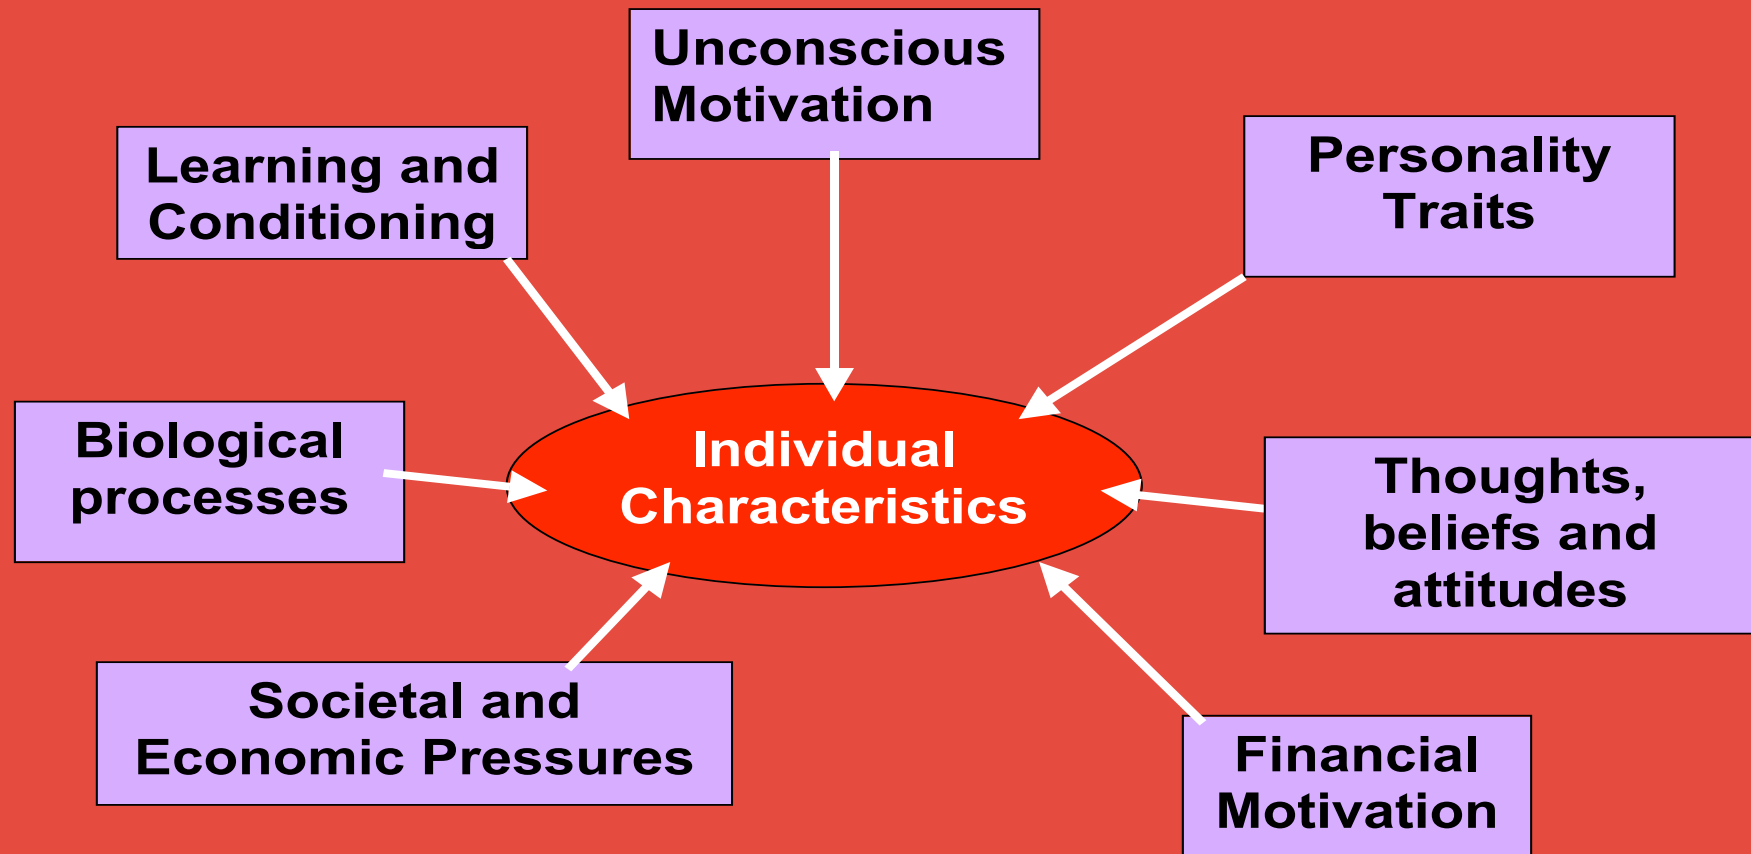 Unconscious
Motivation
Learning and
Conditioning
Personality
Traits
Biological
processes
Individual
Characteristics
Thoughts,
beliefs and
attitudes
Societal and
Economic Pressures
Financial
Motivation